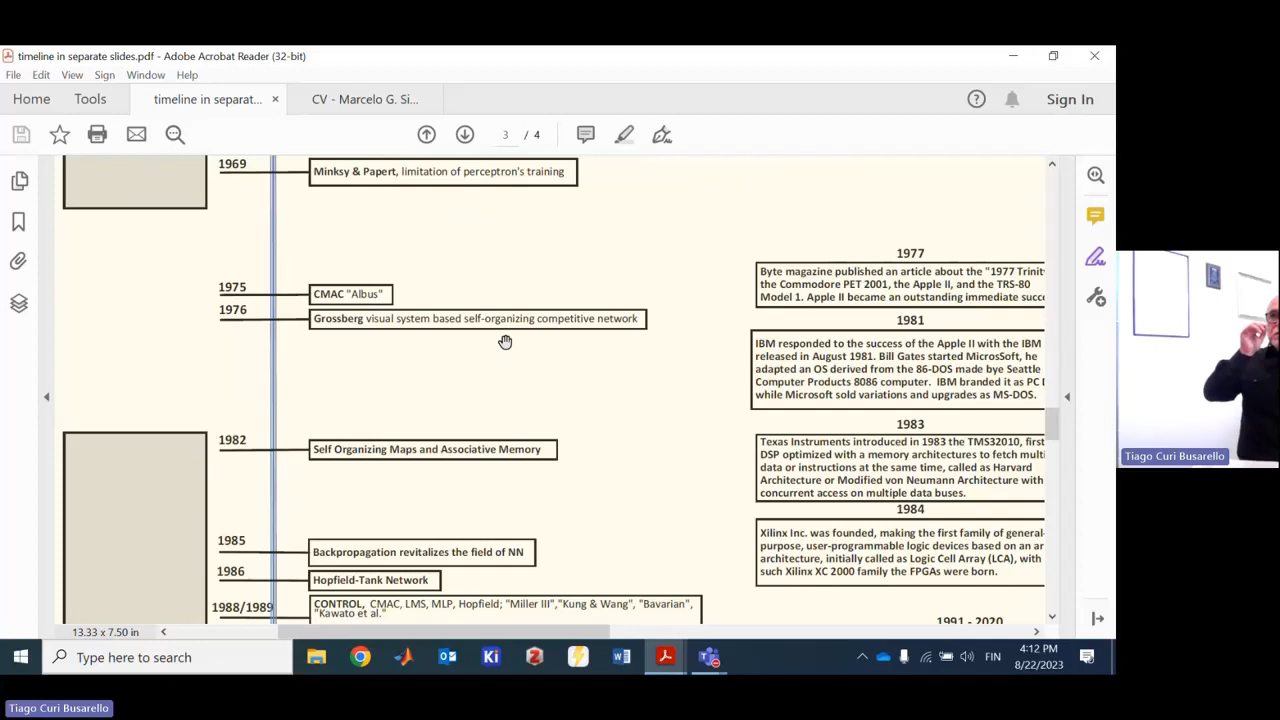 timeline in separate slides.pdf - Adobe Acrobat Reader (32-bit)
File Edit View Sign Window Help
Home Tools timeline in separat... × CV - Marcelo G. Si... Sign In
3 / 4
1969
Minksy & Papert, limitation of perceptron's training
1975
CMAC "Albus"
1976
Grossberg visual system based self-organizing competitive network
1982
Self Organizing Maps and Associative Memory
1985
Backpropagation revitalizes the field of NN
1986
Hopfield-Tank Network
1988/1989
CONTROL, CMAC, LMS, MLP, Hopfield; "Miller III","Kung & Wang", "Bavarian",
"Kawato et al."
1977
Byte magazine published an article about the "1977 Trinit
the Commodore PET 2001, the Apple II, and the TRS-80
Model 1. Apple II became an outstanding immediate succe
1981
IBM responded to the success of the Apple II with the IBM
released in August 1981. Bill Gates started MicrosSoft, he
adapted an OS derived from the 86-DOS made bye Seattle
Computer Products 8086 computer. IBM branded it as PC
while Microsoft sold variations and upgrades as MS-DOS.
1983
Texas Instruments introduced in 1983 the TMS32010, first
DSP optimized with a memory architectures to fetch multi
data or instructions at the same time, called as Harvard
Architecture or Modified von Neumann Architecture with
concurrent access on multiple data buses.
1984
Xilinx Inc. was founded, making the first family of general-
purpose, user-programmable logic devices based on an ar
architecture, initially called as Logic Cell Array (LCA), with
such Xilinx XC 2000 family the FPGAs were born.
1991 - 2020
13.33 x 7.50 in
Type here to search
Ki
FIN
4:12 PM
8/22/2023
Tiago Curi Busarello
Tiago Curi Busarello